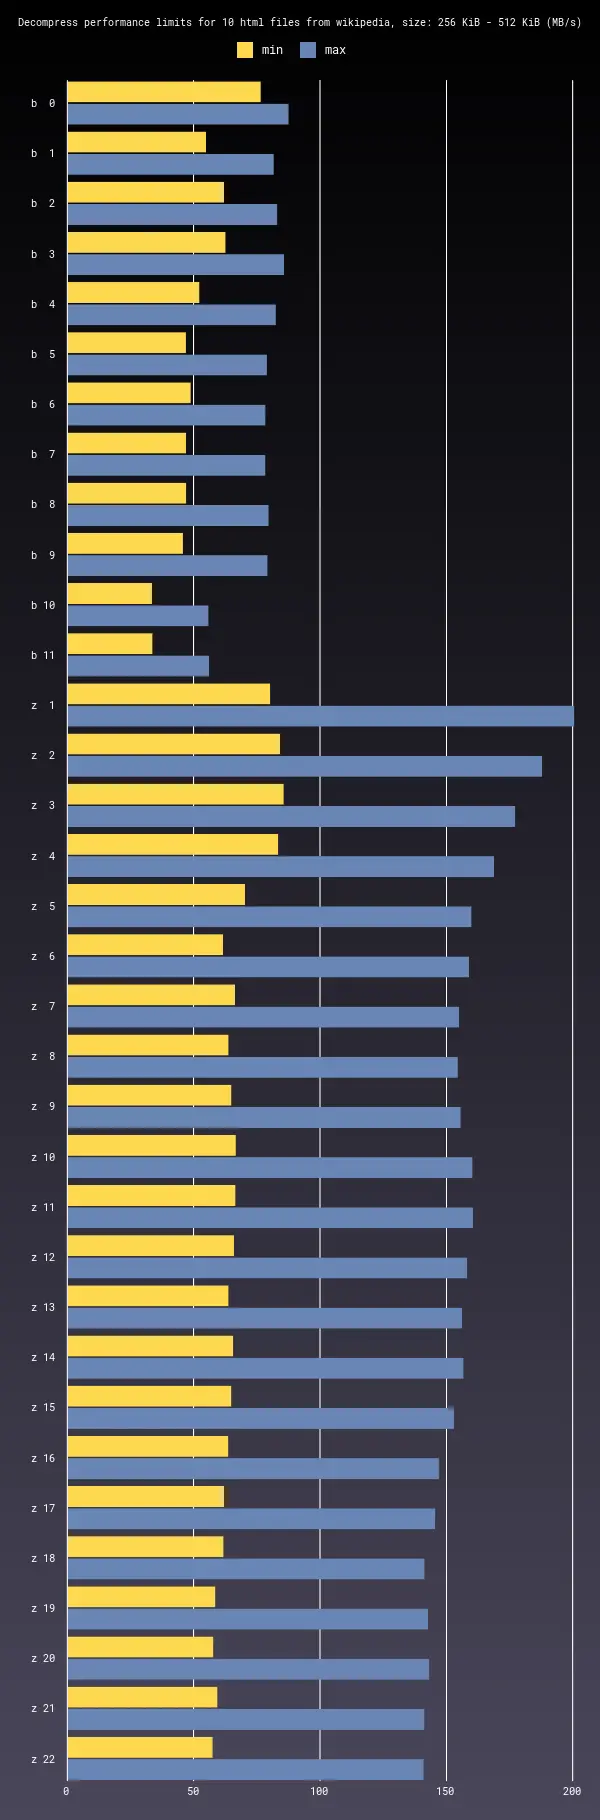 Decompress performance limits for 10 html files from wikipedia, size: 256 KiB - 512 KiB (MB/s)
min max
b 0
b 1
b 2
b 3
b 4
b 5
b 6
b 7
b 8
b 9
b 10
b 11
z 1
z 2
z 3
z 4
z 5
z 6
z 7
z 8
z 9
z 10
z 11
z 12
z 13
z 14
z 15
z 16
z 17
z 18
z 19
z 20
z 21
z 22
0 50 100 150 200